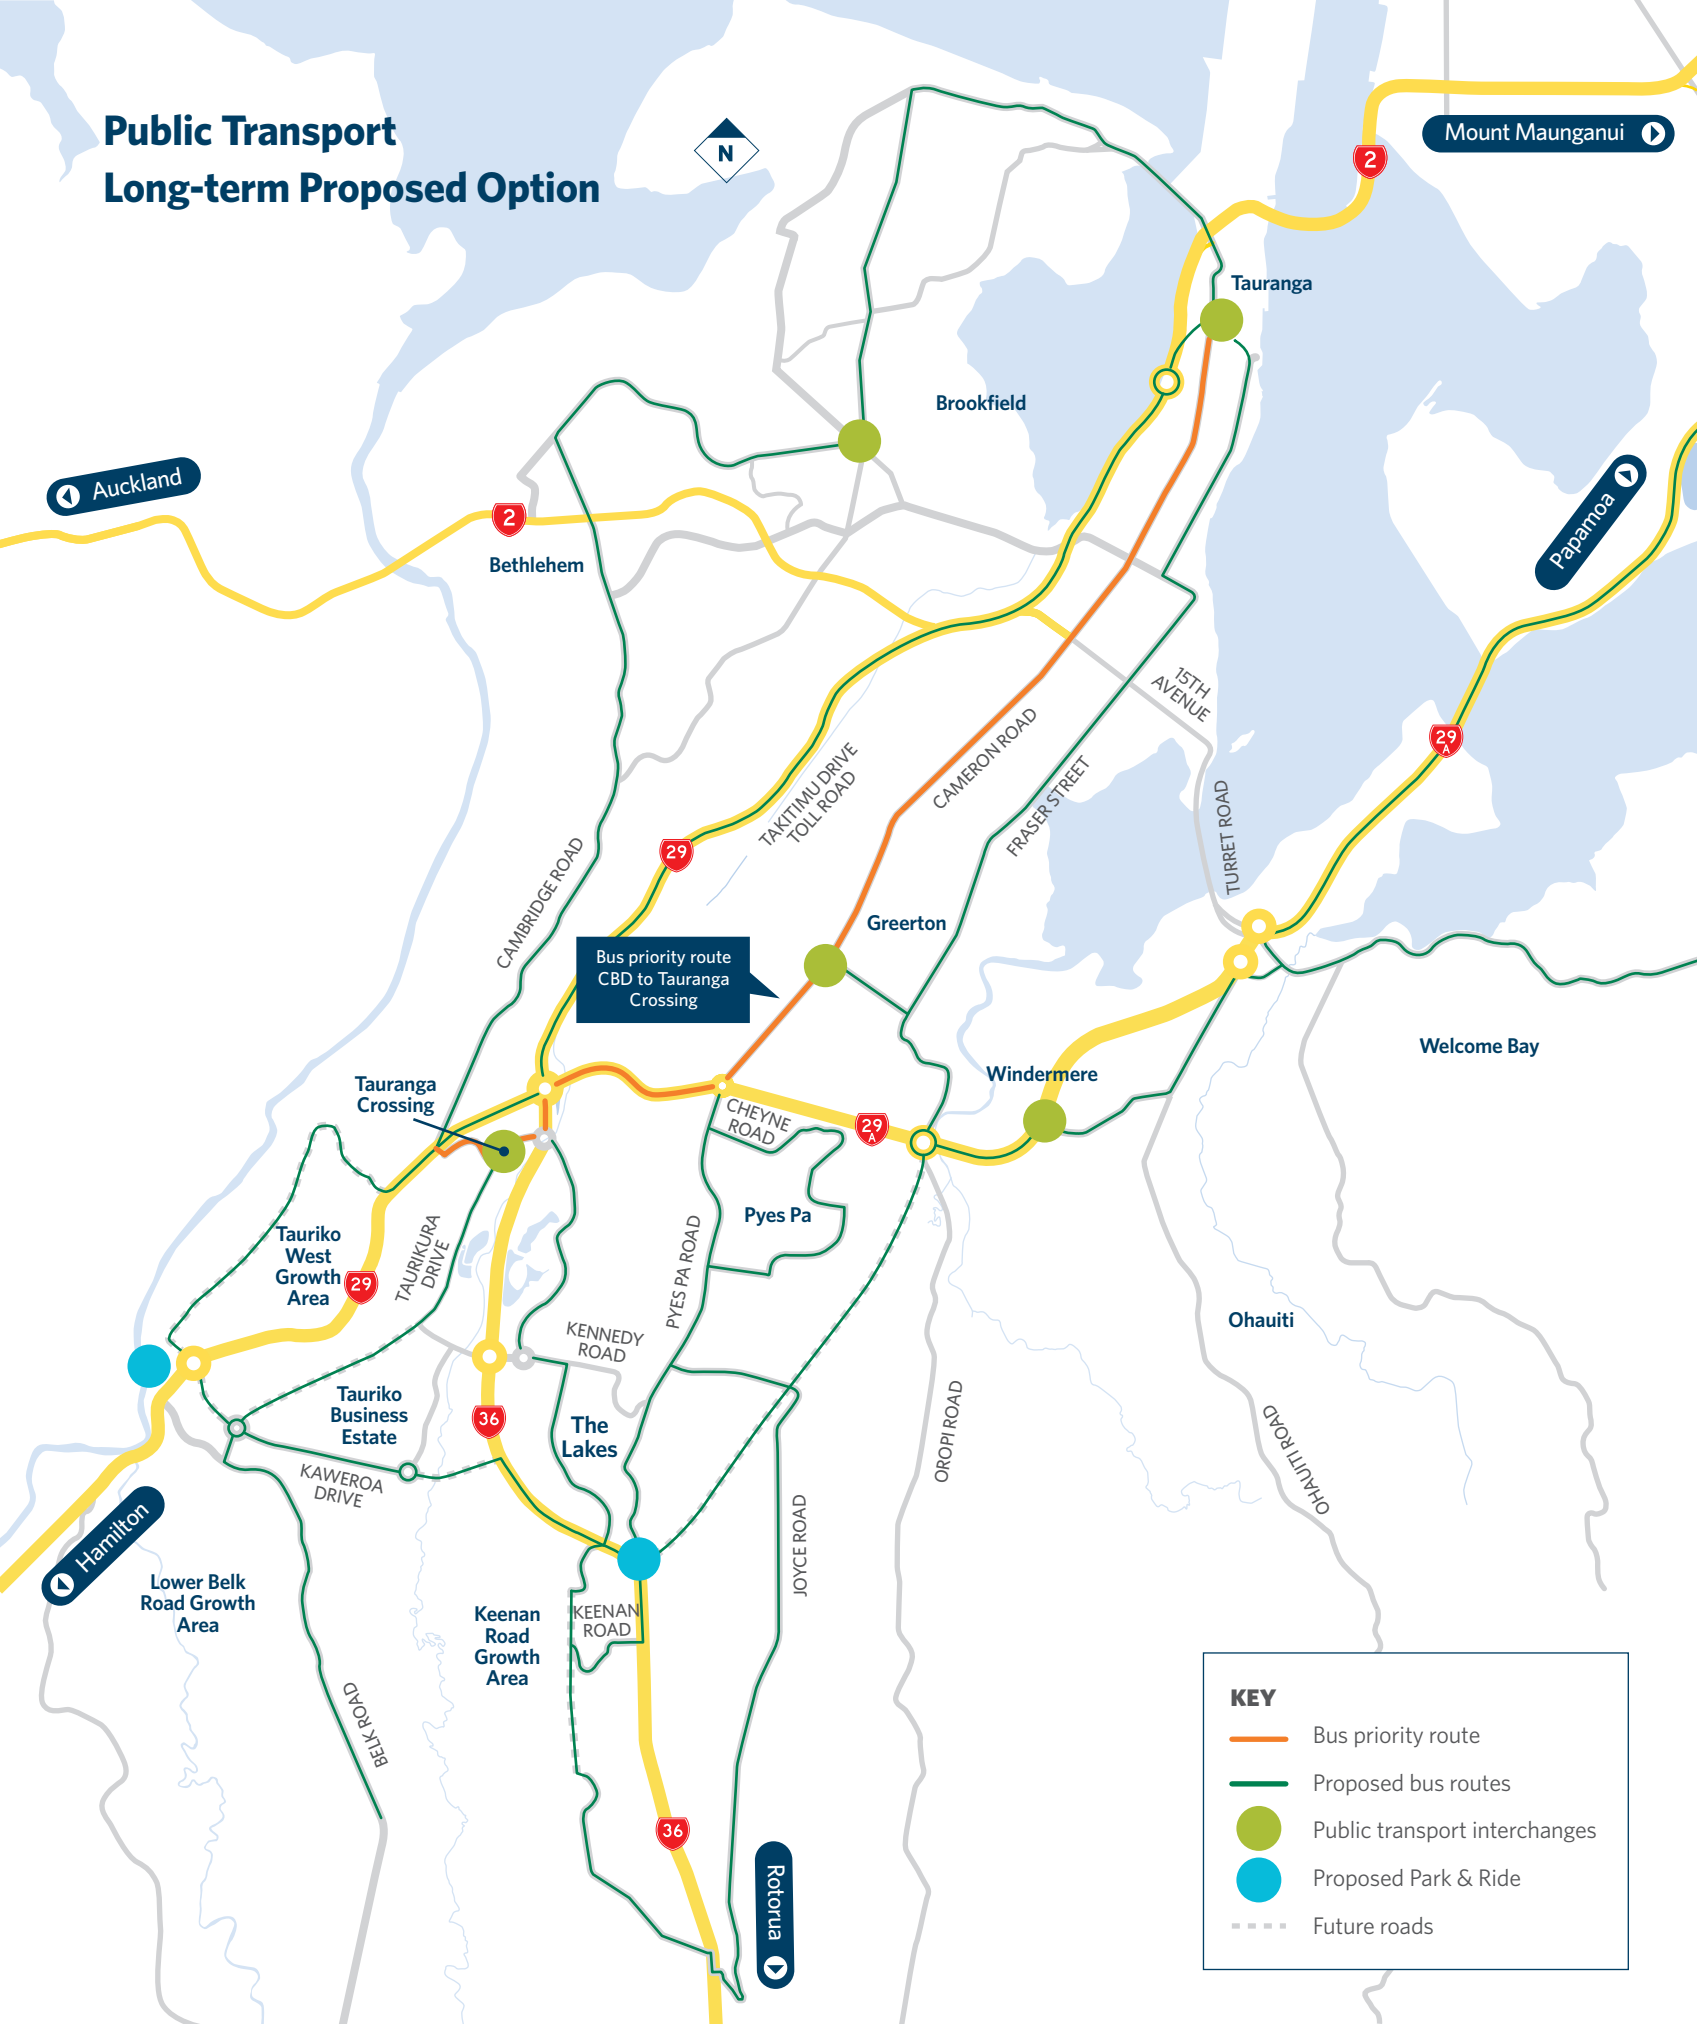 Public Transport
Long-term Proposed Option
N
Mount Maunganui
2
Tauranga
Brookfield
Auckland
2
Bethlehem
Papamoa
15TH
AVENUE
29
A
CAMERON ROAD
TAKITIMU DRIVE
TOLL ROAD
FRASER STREET
TURRET ROAD
29
CAMBRIDGE ROAD
Greerton
Bus priority route
CBD to Tauranga
Crossing
Welcome Bay
Windermere
Tauranga
Crossing
CHEYNE
ROAD
29
A
Pyes Pa
Tauriko
West
Growth
Area
29
TAURIKURA
DRIVE
PYES PA ROAD
KENNEDY
ROAD
Ohauiti
Tauriko
Business
Estate
36
The
Lakes
OROPI ROAD
OHAUITI ROAD
KAWEROA
DRIVE
JOYCE ROAD
Hamilton
Lower Belk
Road Growth
Area
Keenan
Road
Growth
Area
KEENAN
ROAD
BELK ROAD
36
Rotorua
KEY
Bus priority route
Proposed bus routes
Public transport interchanges
Proposed Park & Ride
Future roads